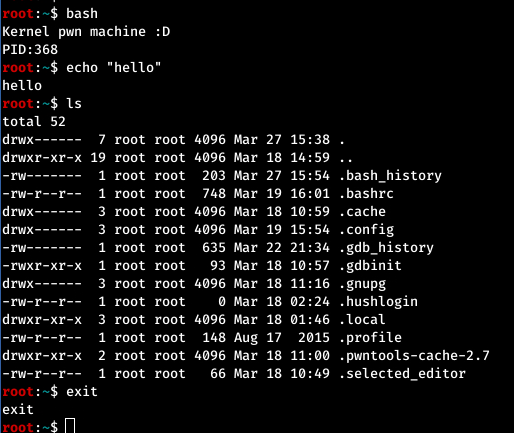 root:~$ bash
Kernel pwn machine :D
PID:368
root:~$ echo "hello"
hello
root:~$ ls
total 52
drwx------  7 root root 4096 Mar 27 15:38 .
drwxr-xr-x 19 root root 4096 Mar 18 14:59 ..
-rw-------  1 root root  203 Mar 27 15:54 .bash_history
-rw-r--r--  1 root root  748 Mar 19 16:01 .bashrc
drwx------  3 root root 4096 Mar 18 10:59 .cache
drwx------  3 root root 4096 Mar 19 15:54 .config
-rw-------  1 root root  635 Mar 22 21:34 .gdb_history
-rwxr-xr-x  1 root root   93 Mar 18 10:57 .gdbinit
drwx------  3 root root 4096 Mar 18 11:16 .gnupg
-rw-r--r--  1 root root    0 Mar 18 02:24 .hushlogin
drwxr-xr-x  3 root root 4096 Mar 18 01:46 .local
-rw-r--r--  1 root root  148 Aug 17  2015 .profile
drwxr-xr-x  2 root root 4096 Mar 18 11:00 .pwntools-cache-2.7
-rw-r--r--  1 root root   66 Mar 18 10:49 .selected_editor
root:~$ exit
exit
root:~$